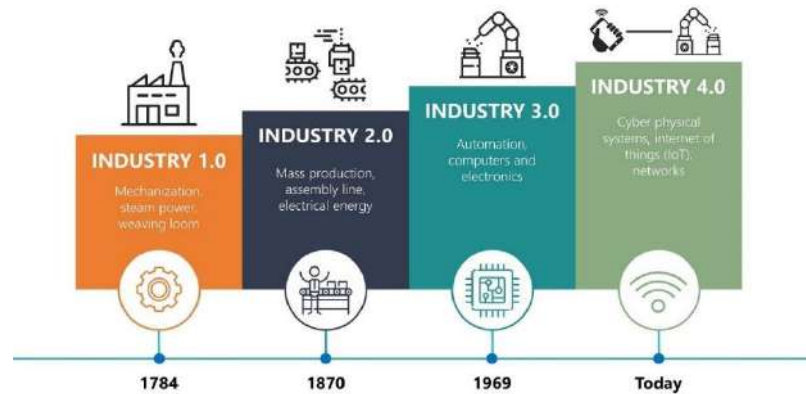 INDUSTRY 1.0
Mechanization,
steam power,
weaving loom
INDUSTRY 2.0
Mass production,
assembly line,
electrical energy
INDUSTRY 3.0
Automation,
computers and
electronics
INDUSTRY 4.0
Cyber physical
systems, internet of
things (IoT),
networks
1784
1870
1969
Today